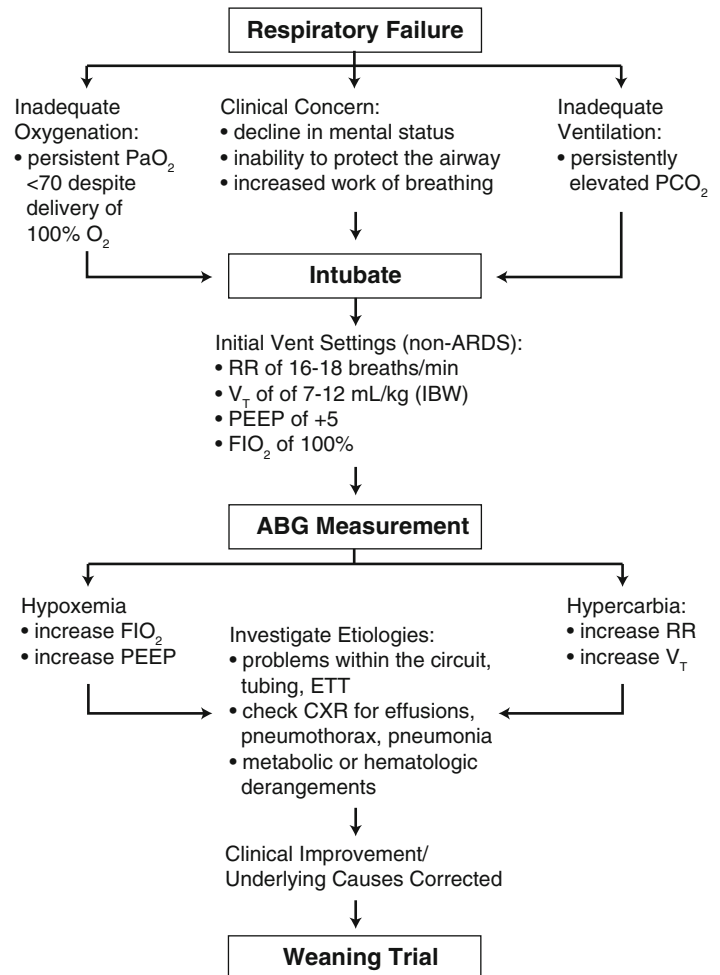 Respiratory Failure
Inadequate
Oxygenation:
• persistent PaO₂
<70 despite
delivery of
100% O₂
Clinical Concern:
• decline in mental status
• inability to protect the airway
• increased work of breathing
Inadequate
Ventilation:
• persistently
elevated PCO₂
Intubate
Initial Vent Settings (non-ARDS):
• RR of 16-18 breaths/min
• V_T of of 7-12 mL/kg (IBW)
• PEEP of +5
• FIO₂ of 100%
ABG Measurement
Hypoxemia
• increase FIO₂
• increase PEEP
Investigate Etiologies:
• problems within the circuit,
tubing, ETT
• check CXR for effusions,
pneumothorax, pneumonia
• metabolic or hematologic
derangements
Hypercarbia:
• increase RR
• increase V_T
Clinical Improvement/
Underlying Causes Corrected
Weaning Trial